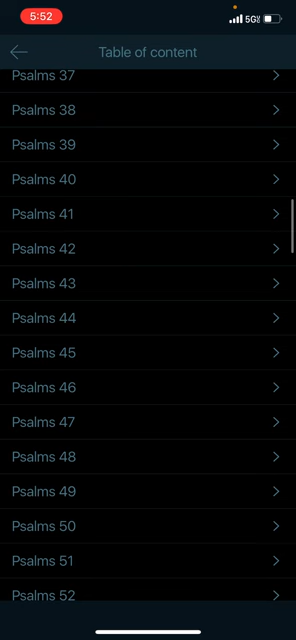 5:52
5G
Table of content
Psalms 37
Psalms 38
Psalms 39
Psalms 40
Psalms 41
Psalms 42
Psalms 43
Psalms 44
Psalms 45
Psalms 46
Psalms 47
Psalms 48
Psalms 49
Psalms 50
Psalms 51
Psalms 52